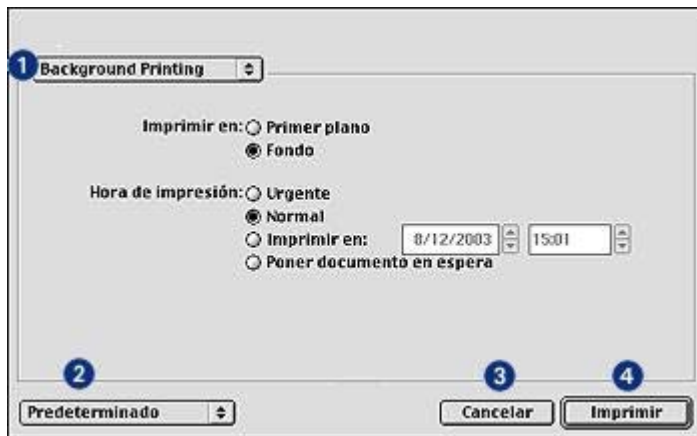 1 Background Printing
Imprimir en: Primer plano
Fondo
Hora de impresión: Urgente
Normal
Imprimir en: 8/12/2003 15:01
Poner documento en espera
2 3 4
Predeterminado Cancelar Imprimir